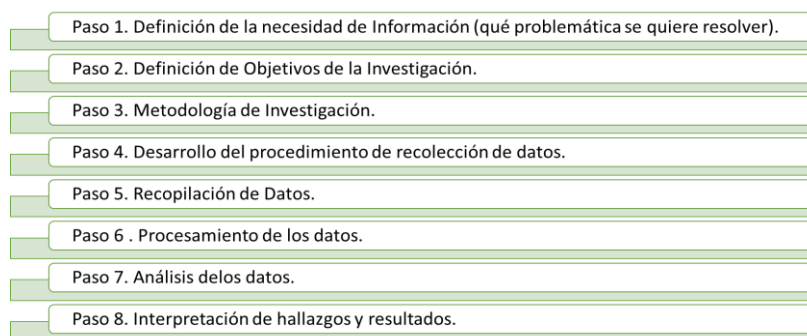 Paso 1. Definición de la necesidad de Información (qué problemática se quiere resolver).
Paso 2. Definición de Objetivos de la Investigación.
Paso 3. Metodología de Investigación.
Paso 4. Desarrollo del procedimiento de recolección de datos.
Paso 5. Recopilación de Datos.
Paso 6 . Procesamiento de los datos.
Paso 7. Análisis delos datos.
Paso 8. Interpretación de hallazgos y resultados.